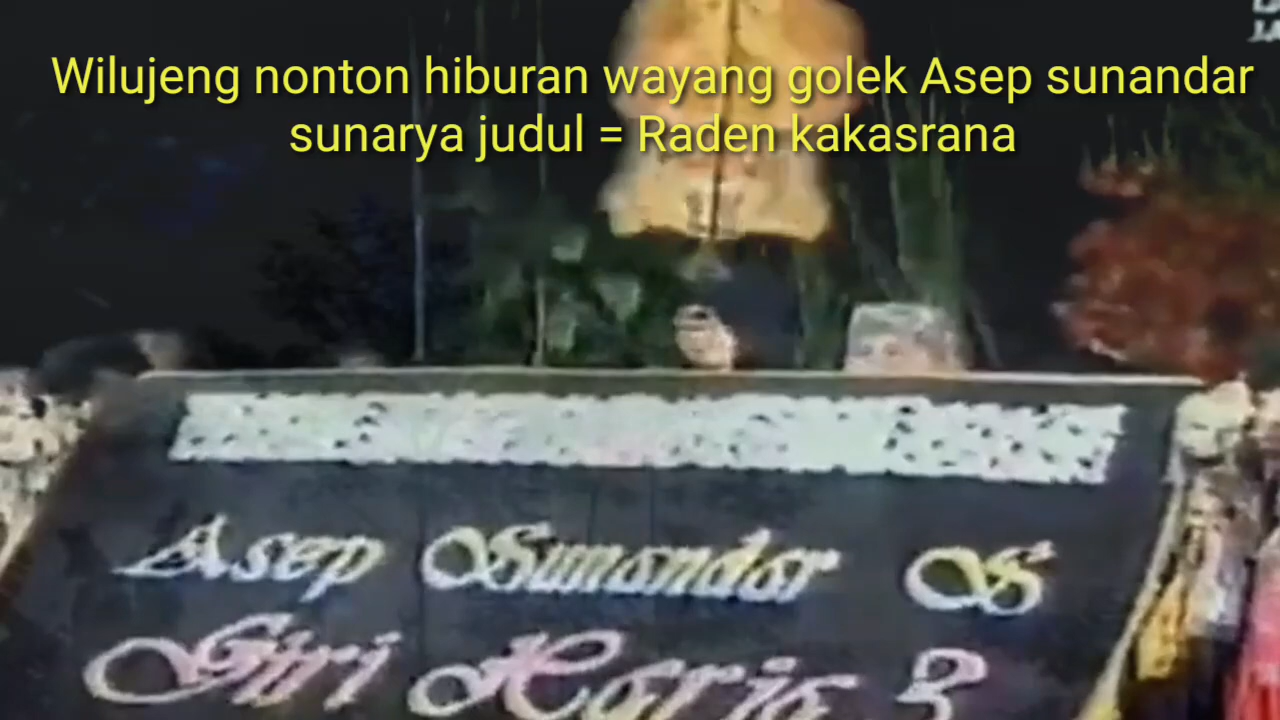 Wilujeng nonton hiburan wayang golek Asep sunandar
sunarya judul = Raden kakasrana
Asep Sunandar S
Giri Harja 3